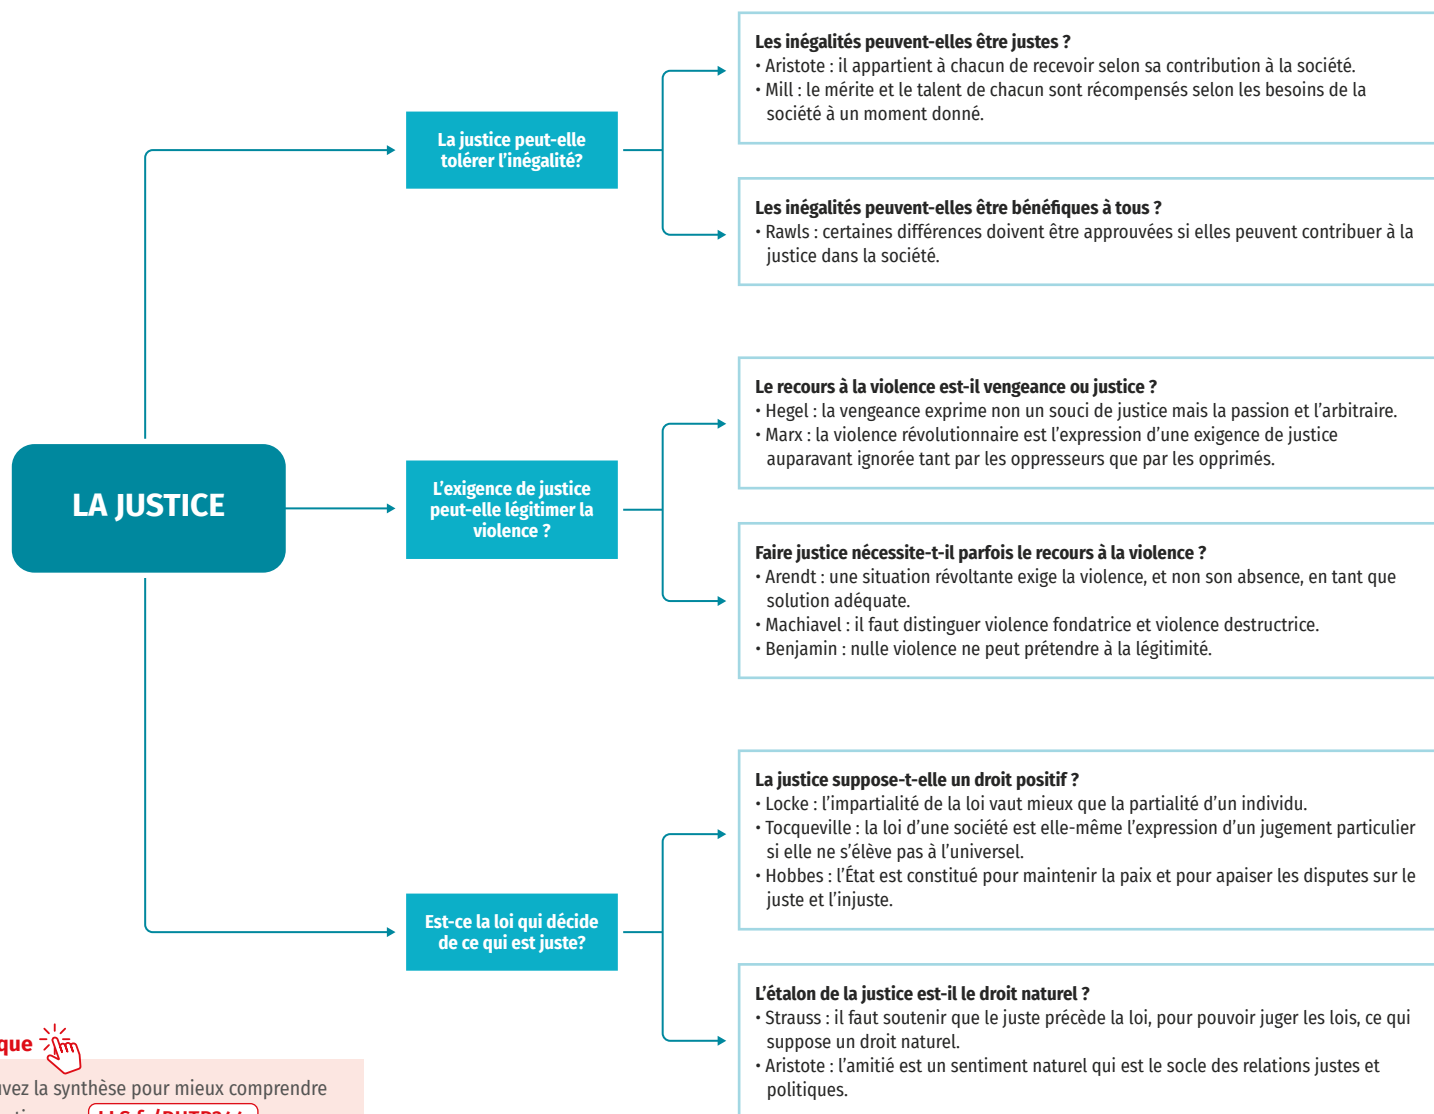 LA JUSTICE
La justice peut-elle
tolérer l’inégalité?
Les inégalités peuvent-elles être justes ?
• Aristote : il appartient à chacun de recevoir selon sa contribution à la société.
• Mill : le mérite et le talent de chacun sont récompensés selon les besoins de la
société à un moment donné.
Les inégalités peuvent-elles être bénéfiques à tous ?
• Rawls : certaines différences doivent être approuvées si elles peuvent contribuer à la
justice dans la société.
L’exigence de justice
peut-elle légitimer la
violence ?
Le recours à la violence est-il vengeance ou justice ?
• Hegel : la vengeance exprime non un souci de justice mais la passion et l’arbitraire.
• Marx : la violence révolutionnaire est l’expression d’une exigence de justice
auparavant ignorée tant par les oppresseurs que par les opprimés.
Faire justice nécessite-t-il parfois le recours à la violence ?
• Arendt : une situation révoltante exige la violence, et non son absence, en tant que
solution adéquate.
• Machiavel : il faut distinguer violence fondatrice et violence destructrice.
• Benjamin : nulle violence ne peut prétendre à la légitimité.
Est-ce la loi qui décide
de ce qui est juste?
La justice suppose-t-elle un droit positif ?
• Locke : l’impartialité de la loi vaut mieux que la partialité d’un individu.
• Tocqueville : la loi d’une société est elle-même l’expression d’un jugement particulier
si elle ne s’élève pas à l’universel.
• Hobbes : l’État est constitué pour maintenir la paix et pour apaiser les disputes sur le
juste et l’injuste.
L’étalon de la justice est-il le droit naturel ?
• Strauss : il faut soutenir que le juste précède la loi, pour pouvoir juger les lois, ce qui
suppose un droit naturel.
• Aristote : l’amitié est un sentiment naturel qui est le socle des relations justes et
politiques.
que
vez la synthèse pour mieux comprendre